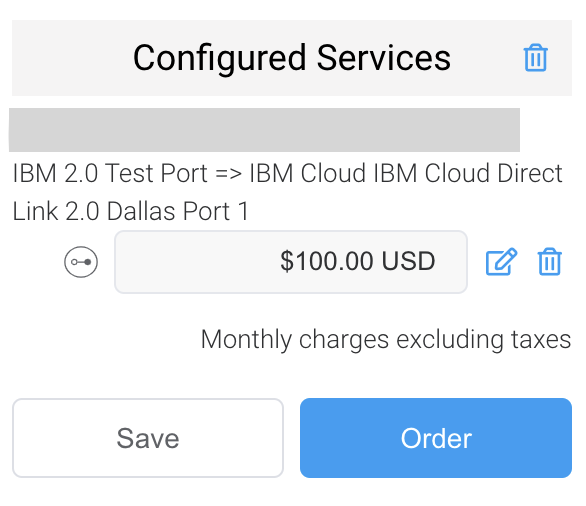 Configured Services
IBM 2.0 Test Port => IBM Cloud IBM Cloud Direct
Link 2.0 Dallas Port 1
$100.00 USD
Monthly charges excluding taxes
Save
Order